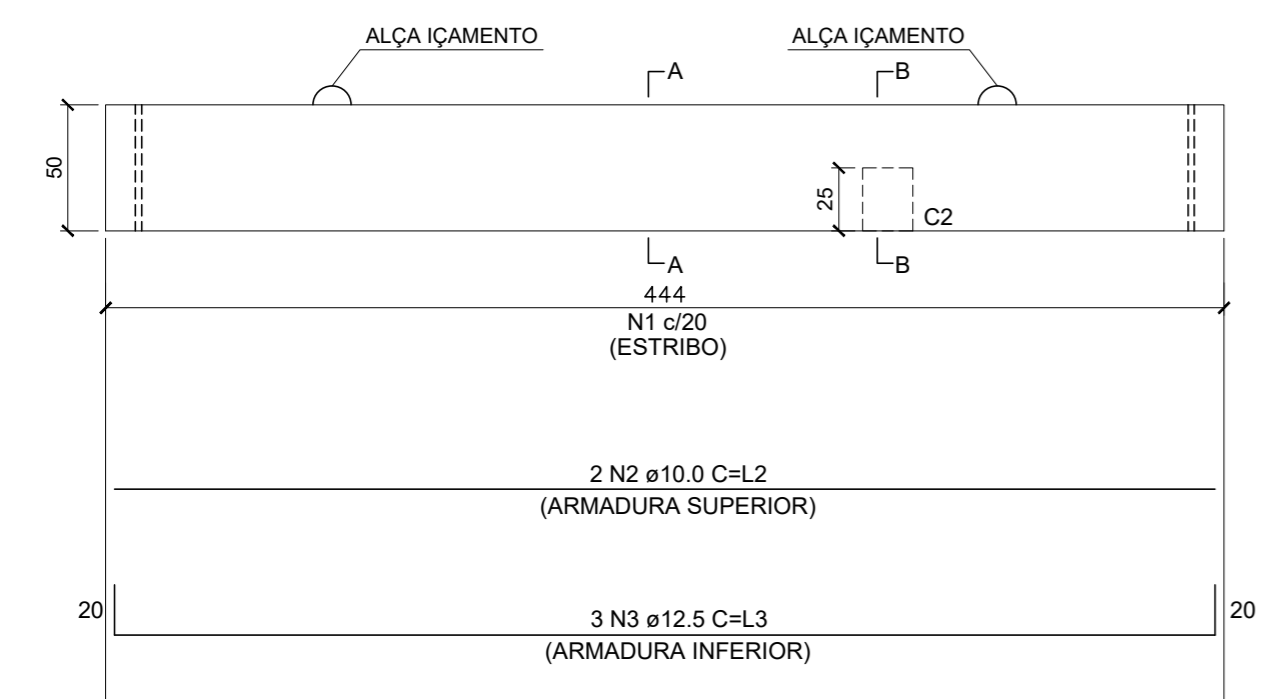 ALÇA IÇAMENTO
ALÇA IÇAMENTO
A
B
50
25
C2
A
B
444
N1 c/20
(ESTRIBO)
2 N2 ø10.0 C=L2
(ARMADURA SUPERIOR)
20
3 N3 ø12.5 C=L3
20
(ARMADURA INFERIOR)